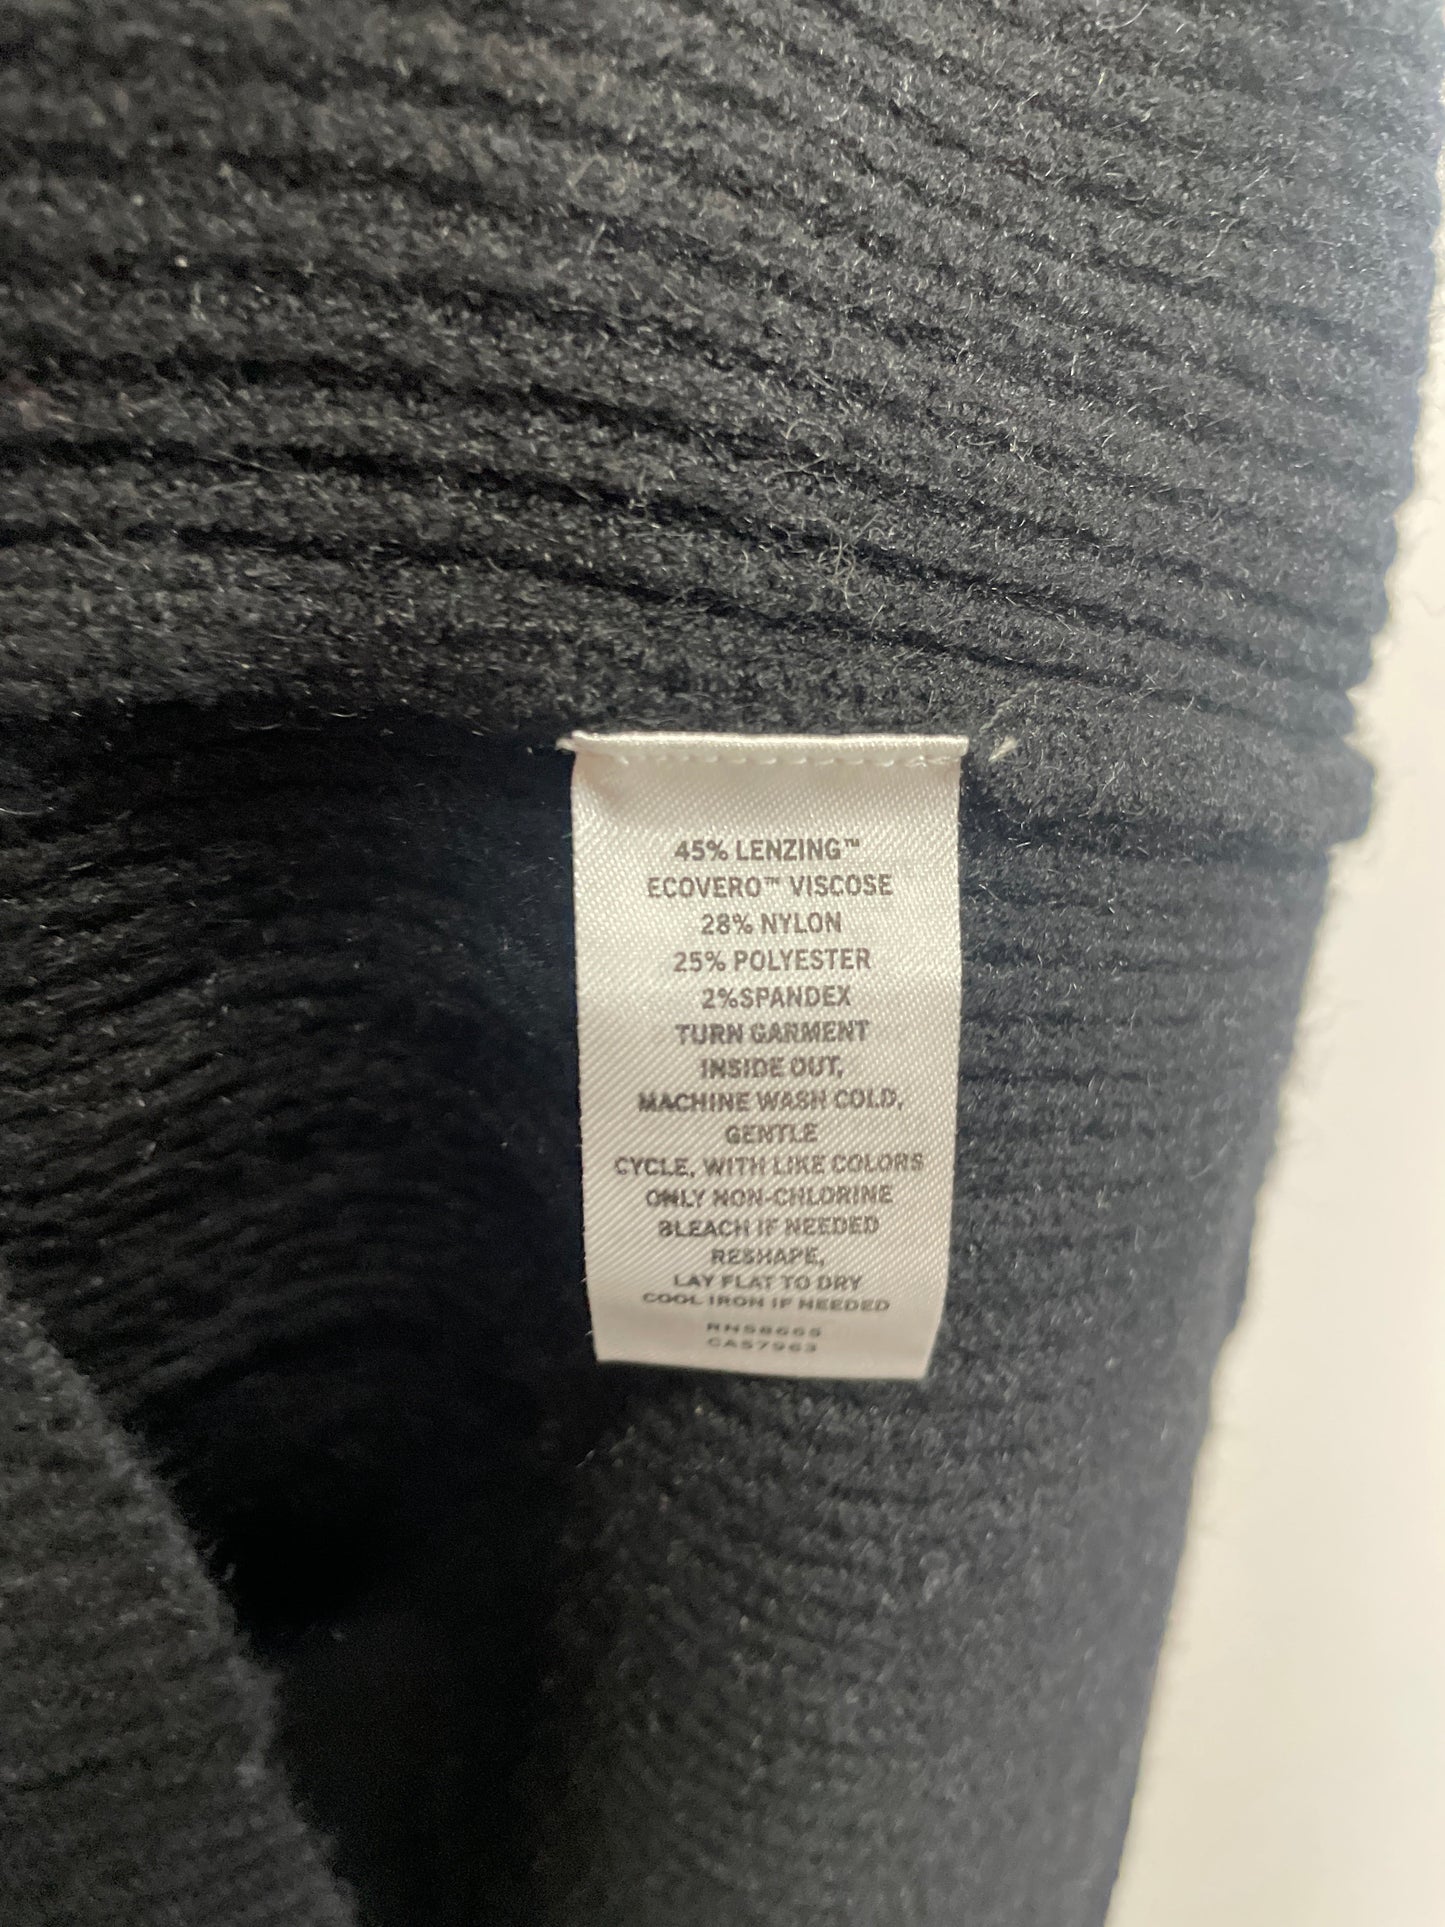 45% LENZING™
ECOVERO™ VISCOSE
28% NYLON
25% POLYESTER
2%SPANDEX
TURN GARMENT
INSIDE OUT,
MACHINE WASH COLD,
GENTLE
CYCLE, WITH LIKE COLORS
ONLY NON-CHLORINE
BLEACH IF NEEDED
RESHAPE,
LAY FLAT TO DRY
COOL IRON IF NEEDED
CA57963